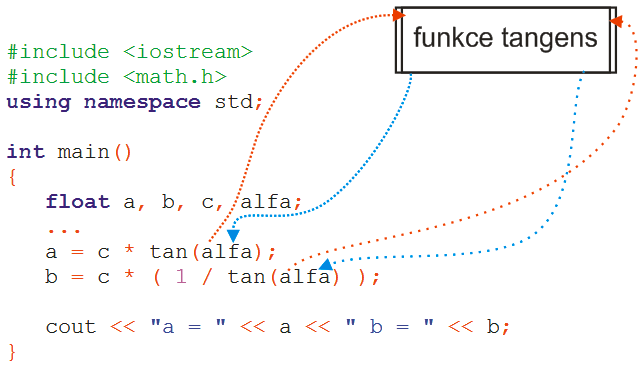 funkce tangens
#include <iostream>
#include <math.h>
using namespace std;
int main()
{
float a, b, c, alfa;
...
a = c * tan(alfa);
b = c * ( 1 / tan(alfa) );
cout << "a = " << a << " b = " << b;
}